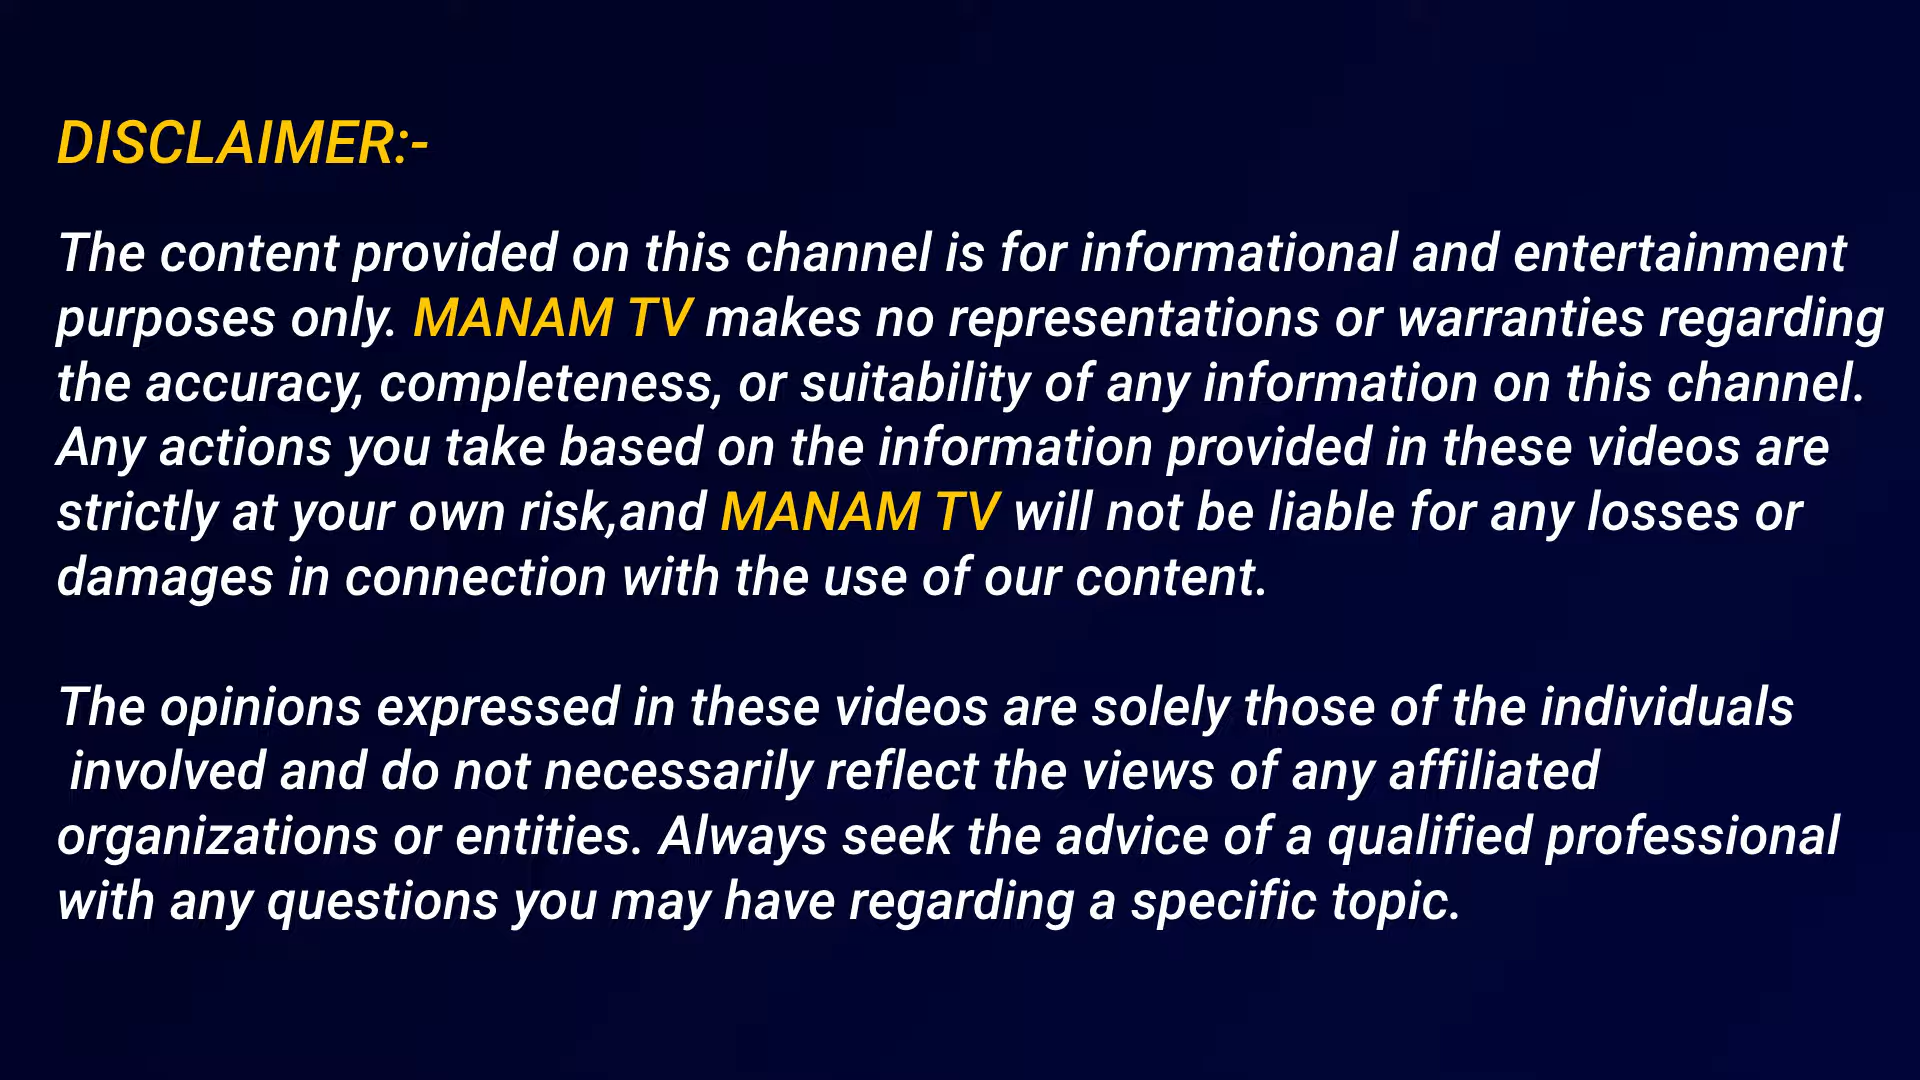 DISCLAIMER:-
The content provided on this channel is for informational and entertainment
purposes only. MANAM TV makes no representations or warranties regarding
the accuracy, completeness, or suitability of any information on this channel.
Any actions you take based on the information provided in these videos are
strictly at your own risk,and MANAM TV will not be liable for any losses or
damages in connection with the use of our content.
The opinions expressed in these videos are solely those of the individuals
involved and do not necessarily reflect the views of any affiliated
organizations or entities. Always seek the advice of a qualified professional
with any questions you may have regarding a specific topic.